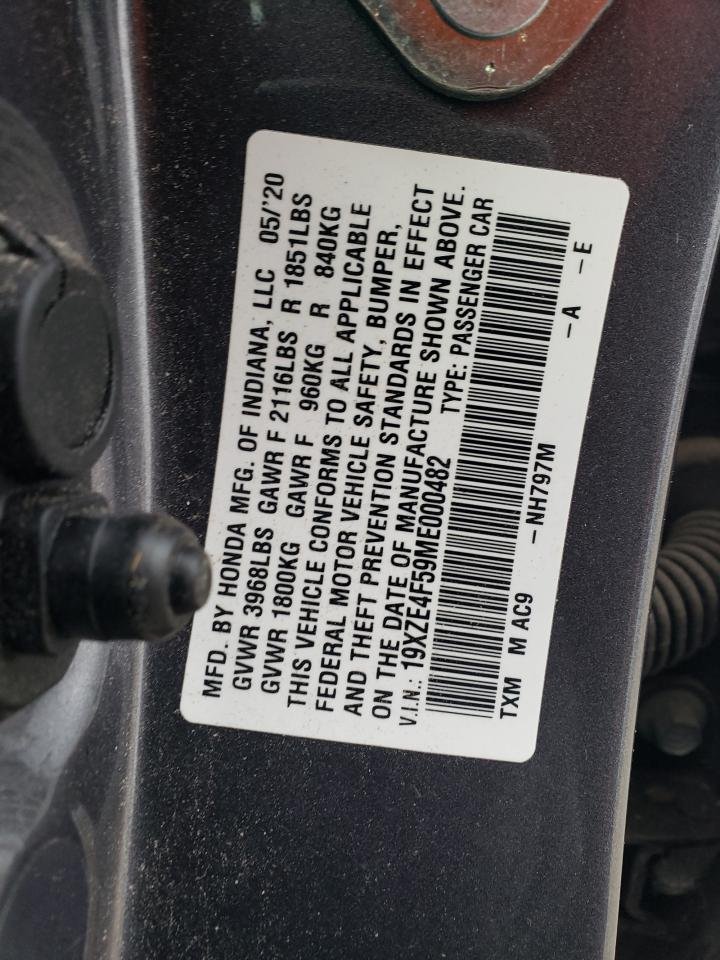 MFD. BY HONDA MFG. OF INDIANA, LLC 05/'20
GVWR 3968LBS GAWR F 2116LBS R 1851LBS
GVWR 1800KG GAWR F 960KG R 840KG
THIS VEHICLE CONFORMS TO ALL APPLICABLE
FEDERAL MOTOR VEHICLE SAFETY, BUMPER,
AND THEFT PREVENTION STANDARDS IN EFFECT
ON THE DATE OF MANUFACTURE SHOWN ABOVE.
V.I.N.: 19XZE4F59ME000462 TYPE: PASSENGER CAR
TXM M AC9 -NH797M -A -E